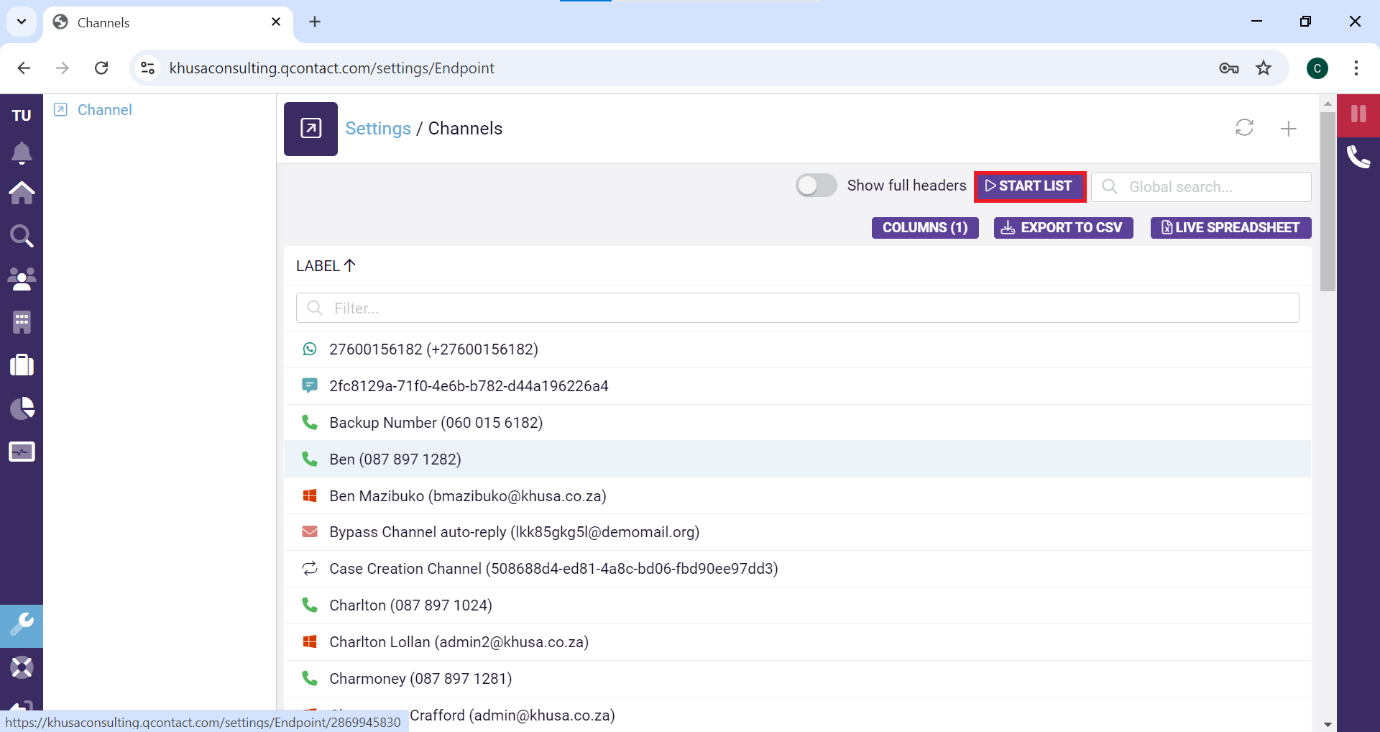 Channels
khusaconsulting.qcontact.com/settings/Endpoint
C
TU
Channel
Settings / Channels
Show full headers
START LIST
Global search...
COLUMNS (1)
EXPORT TO CSV
LIVE SPREADSHEET
LABEL
Filter...
27600156182 (+27600156182)
2fc8129a-71f0-4e6b-b782-d44a196226a4
Backup Number (060 015 6182)
Ben (087 897 1282)
Ben Mazibuko (bmazibuko@khusa.co.za)
Bypass Channel auto-reply (lkk85gkg5l@demomail.org)
Case Creation Channel (508688d4-ed81-4a8c-bd06-fbd90ee97dd3)
Charlton (087 897 1024)
Charlton Lollan (admin2@khusa.co.za)
Charmoney (087 897 1281)
Crafford (admin@khusa.co.za)
https://khusaconsulting.qcontact.com/settings/Endpoint/2869945830